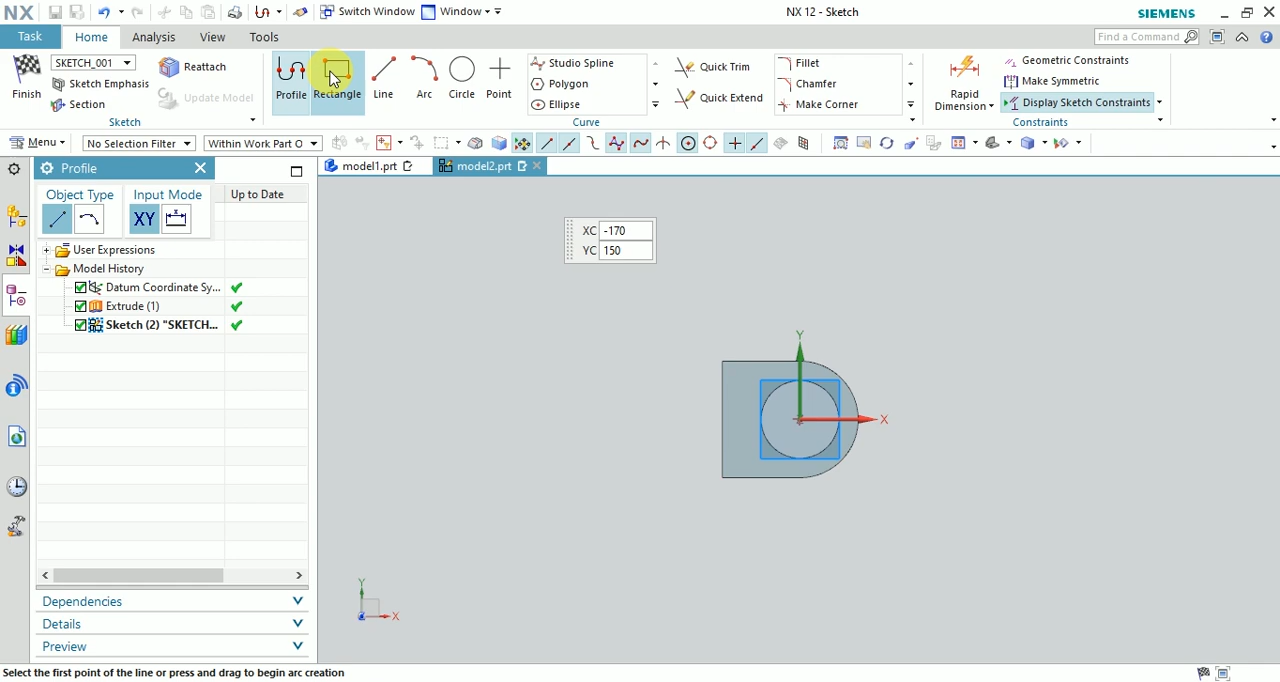 NX
Switch Window
Window
NX 12 - Sketch
SIEMENS
Task
Home
Analysis
View
Tools
Find a Command
Finish
SKETCH_001
Sketch Emphasis
Section
Reattach
Update Model
Sketch
Profile
Rectangle
Line
Arc
Circle
Point
Studio Spline
Polygon
Ellipse
Quick Trim
Quick Extend
Fillet
Chamfer
Make Corner
Curve
Rapid
Dimension
Geometric Constraints
Make Symmetric
Display Sketch Constraints
Constraints
Menu
No Selection Filter
Within Work Part O
Profile
model1.prt
model2.prt
Object Type
Input Mode
Up to Date
XY
User Expressions
Model History
Datum Coordinate Sy...
Extrude (1)
Sketch (2) "SKETCH...
Dependencies
Details
Preview
XC -170
YC 150
Y
X
Y
X
Select the first point of the line or press and drag to begin arc creation